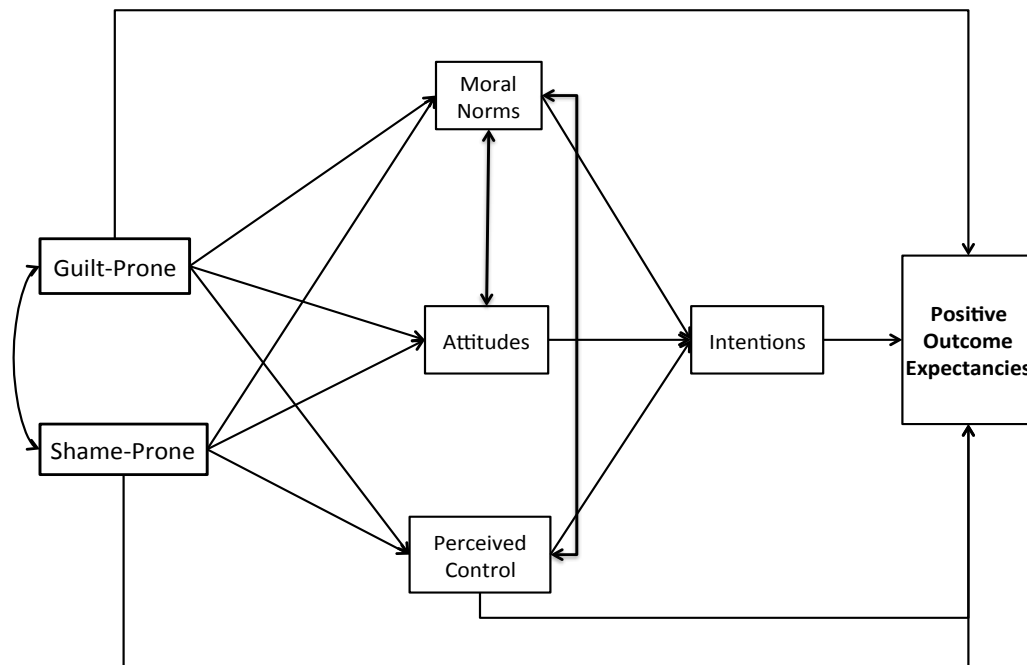 Moral
Norms
Guilt-Prone
Attitudes
Intentions
Positive
Outcome
Expectancies
Shame-Prone
Perceived
Control